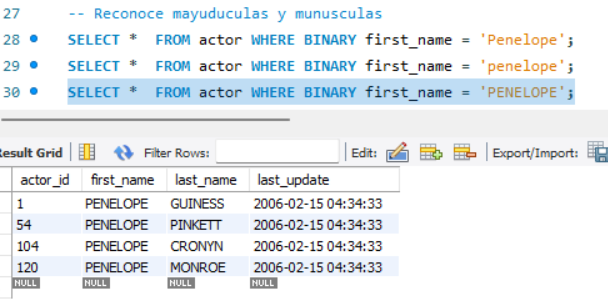 27 -- Reconoce mayuduculas y munusculas
28 SELECT * FROM actor WHERE BINARY first_name = 'Penelope';
29 SELECT * FROM actor WHERE BINARY first_name = 'penelope';
30 SELECT * FROM actor WHERE BINARY first_name = 'PENELOPE';
Result Grid Filter Rows: Edit: Export/Import:
actor_id first_name last_name last_update
1 PENELOPE GUINESS 2006-02-15 04:34:33
54 PENELOPE PINKETT 2006-02-15 04:34:33
104 PENELOPE CRONYN 2006-02-15 04:34:33
120 PENELOPE MONROE 2006-02-15 04:34:33
NULL NULL NULL NULL